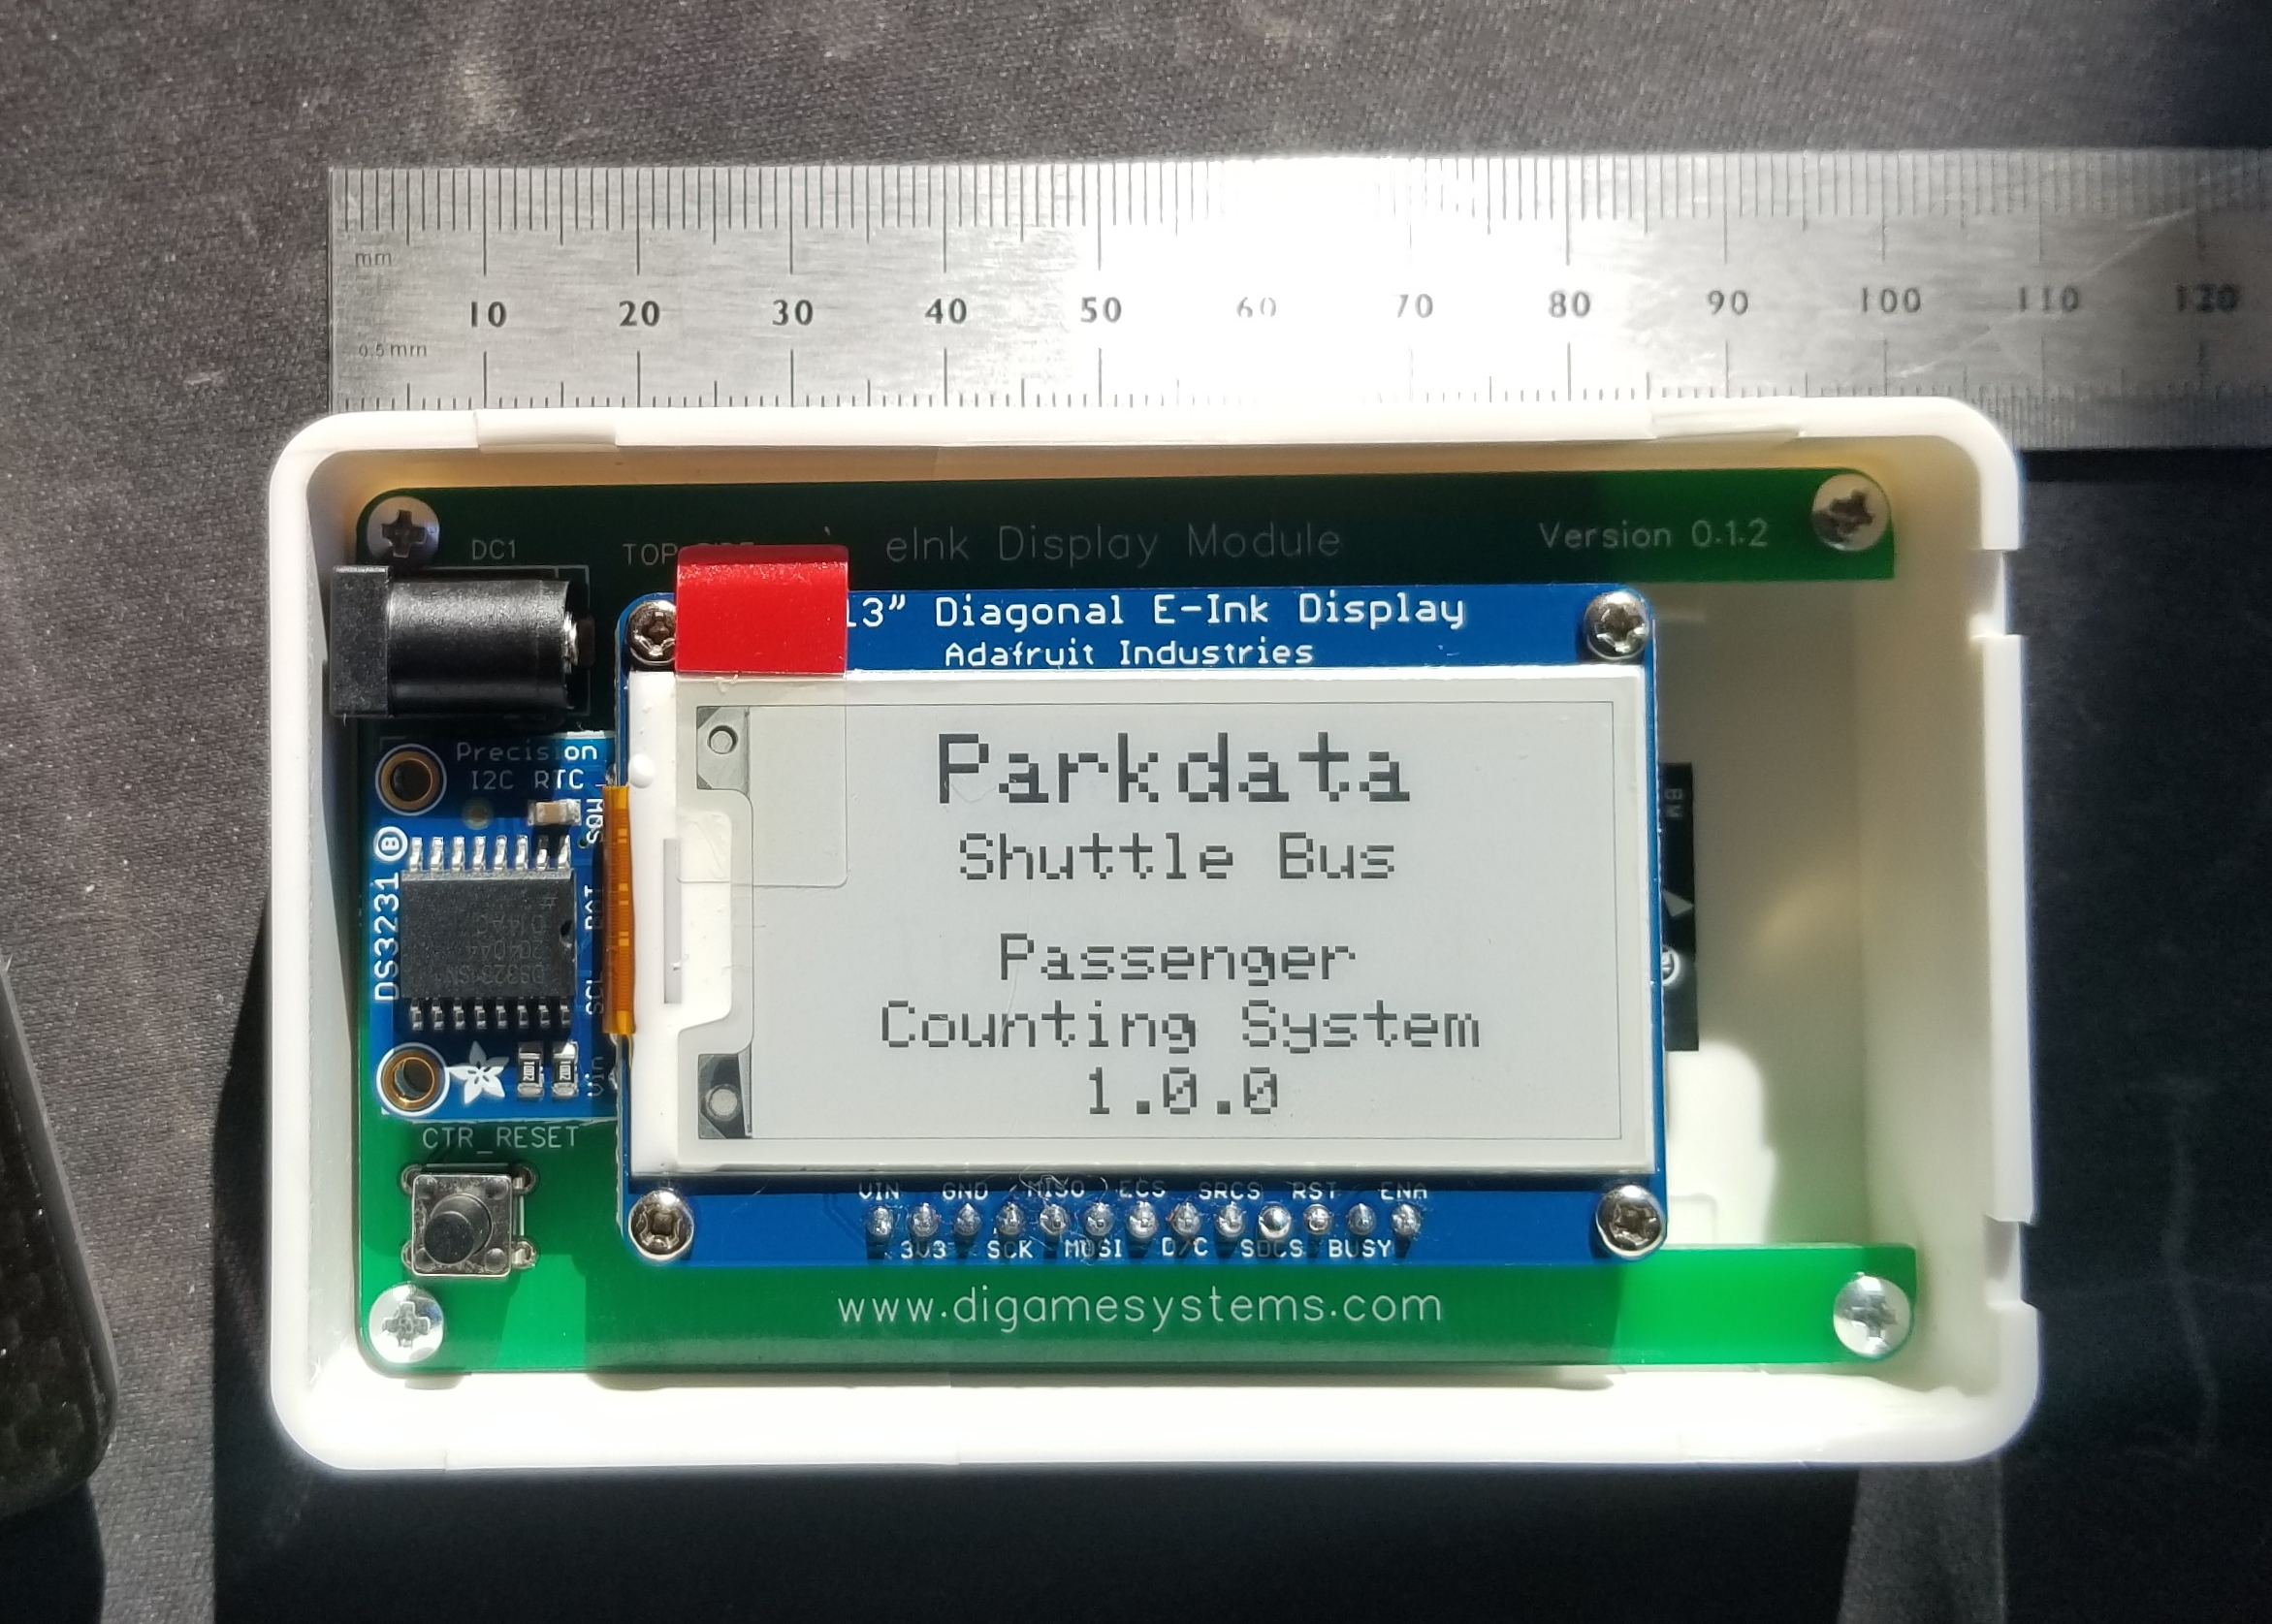 mm
10 20 30 40 50 60 70 80 90 100 110 120
0.5mm
DC1
TOP
eInk Display Module
Version 0.1.2
13" Diagonal E-Ink Display
Adafruit Industries
Precision
I2C RTC
DS3231
SCL
BAT
Vin
Parkdata
Shuttle Bus
Passenger
Counting System
1.0.0
CTR_RESET
VIN GND MISO ECS SRCS RST ENA
3V3 SCK MOSI D/C SDCS BUSY
www.digamesystems.com